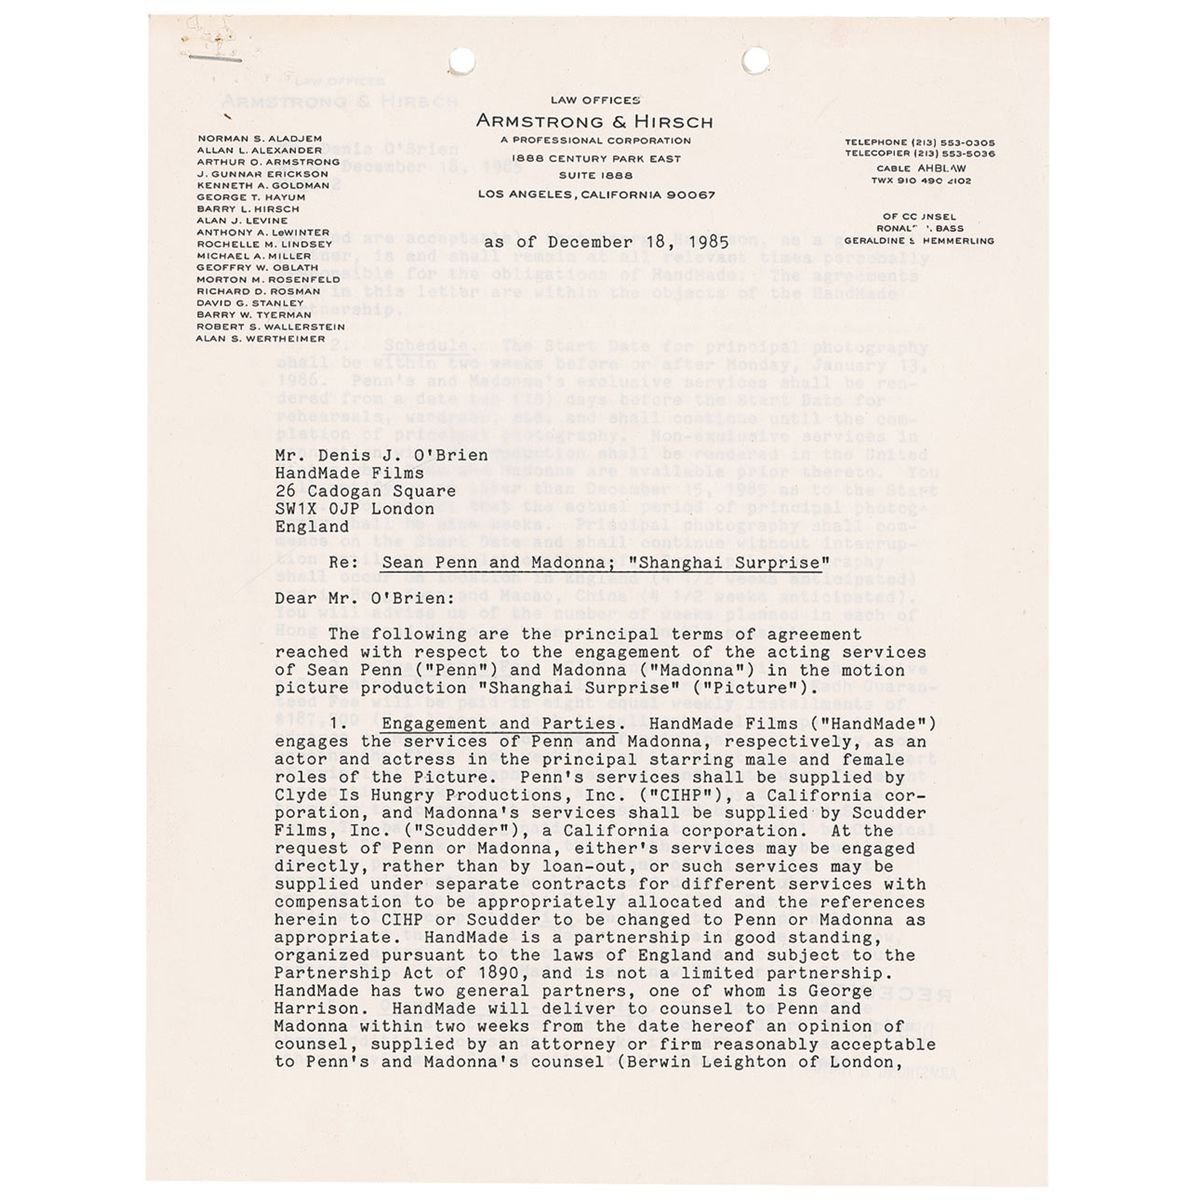 LAW OFFICES
ARMSTRONG & HIRSCH
A PROFESSIONAL CORPORATION
1888 CENTURY PARK EAST
SUITE 1888
LOS ANGELES, CALIFORNIA 90067
NORMAN S. ALADJEM
ALLAN L. ALEXANDER
ARTHUR O. ARMSTRONG
J. GUNNAR ERICKSON
KENNETH A. GOLDMAN
GEORGE T. HAYUM
BARRY L. HIRSCH
ALAN J. LEVINE
ANTHONY A. LeWINTER
ROCHELLE M. LINDSEY
MICHAEL A. MILLER
GEOFFRY W. OBLATH
MORTON M. ROSENFELD
RICHARD D. ROSMAN
DAVID G. STANLEY
BARRY W. TYERMAN
ROBERT S. WALLERSTEIN
ALAN S. WERTHEIMER
TELEPHONE (213) 553-0305
TELECOPIER (213) 553-5036
CABLE AHBLAW
TWX 910 490 2102
OF COUNSEL
RONALD BASS
GERALDINE S. HEMMERLING
as of December 18, 1985
Mr. Denis J. O'Brien
HandMade Films
26 Cadogan Square
SW1X OJP London
England
Re: Sean Penn and Madonna; "Shanghai Surprise"
Dear Mr. O'Brien:
The following are the principal terms of agreement
reached with respect to the engagement of the acting services
of Sean Penn ("Penn") and Madonna ("Madonna") in the motion
picture production "Shanghai Surprise" ("Picture").
1. Engagement and Parties. HandMade Films ("HandMade")
engages the services of Penn and Madonna, respectively, as an
actor and actress in the principal starring male and female
roles of the Picture. Penn's services shall be supplied by
Clyde Is Hungry Productions, Inc. ("CIHP"), a California cor-
poration, and Madonna's services shall be supplied by Scudder
Films, Inc. ("Scudder"), a California corporation. At the
request of Penn or Madonna, either's services may be engaged
directly, rather than by loan-out, or such services may be
supplied under separate contracts for different services with
compensation to be appropriately allocated and the references
herein to CIHP or Scudder to be changed to Penn or Madonna as
appropriate. HandMade is a partnership in good standing,
organized pursuant to the laws of England and subject to the
Partnership Act of 1890, and is not a limited partnership.
HandMade has two general partners, one of whom is George
Harrison. HandMade will deliver to counsel to Penn and
Madonna within two weeks from the date hereof an opinion of
counsel, supplied by an attorney or firm reasonably acceptable
to Penn's and Madonna's counsel (Berwin Leighton of London,